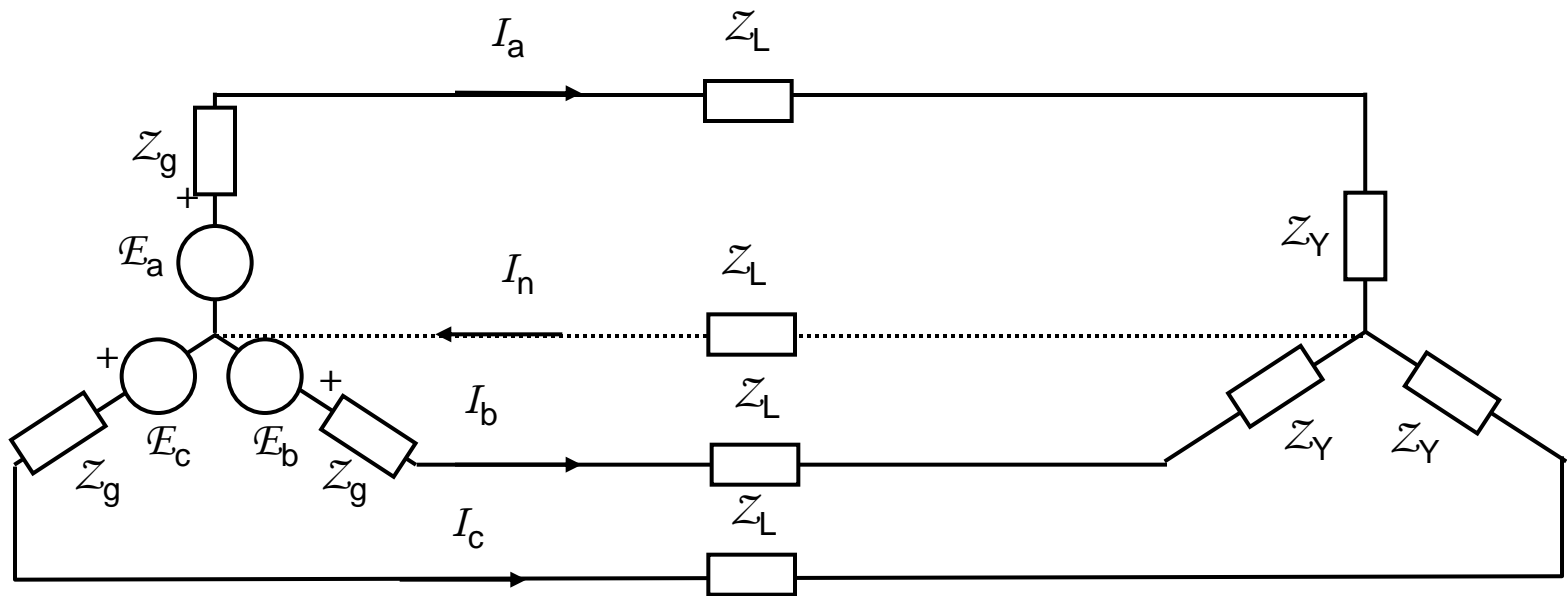 I_a Z_L
Z_g
+
E_a I_n Z_L Z_Y
+ + I_b Z_L
E_c E_b Z_Y Z_Y
Z_g Z_g Z_L
I_c